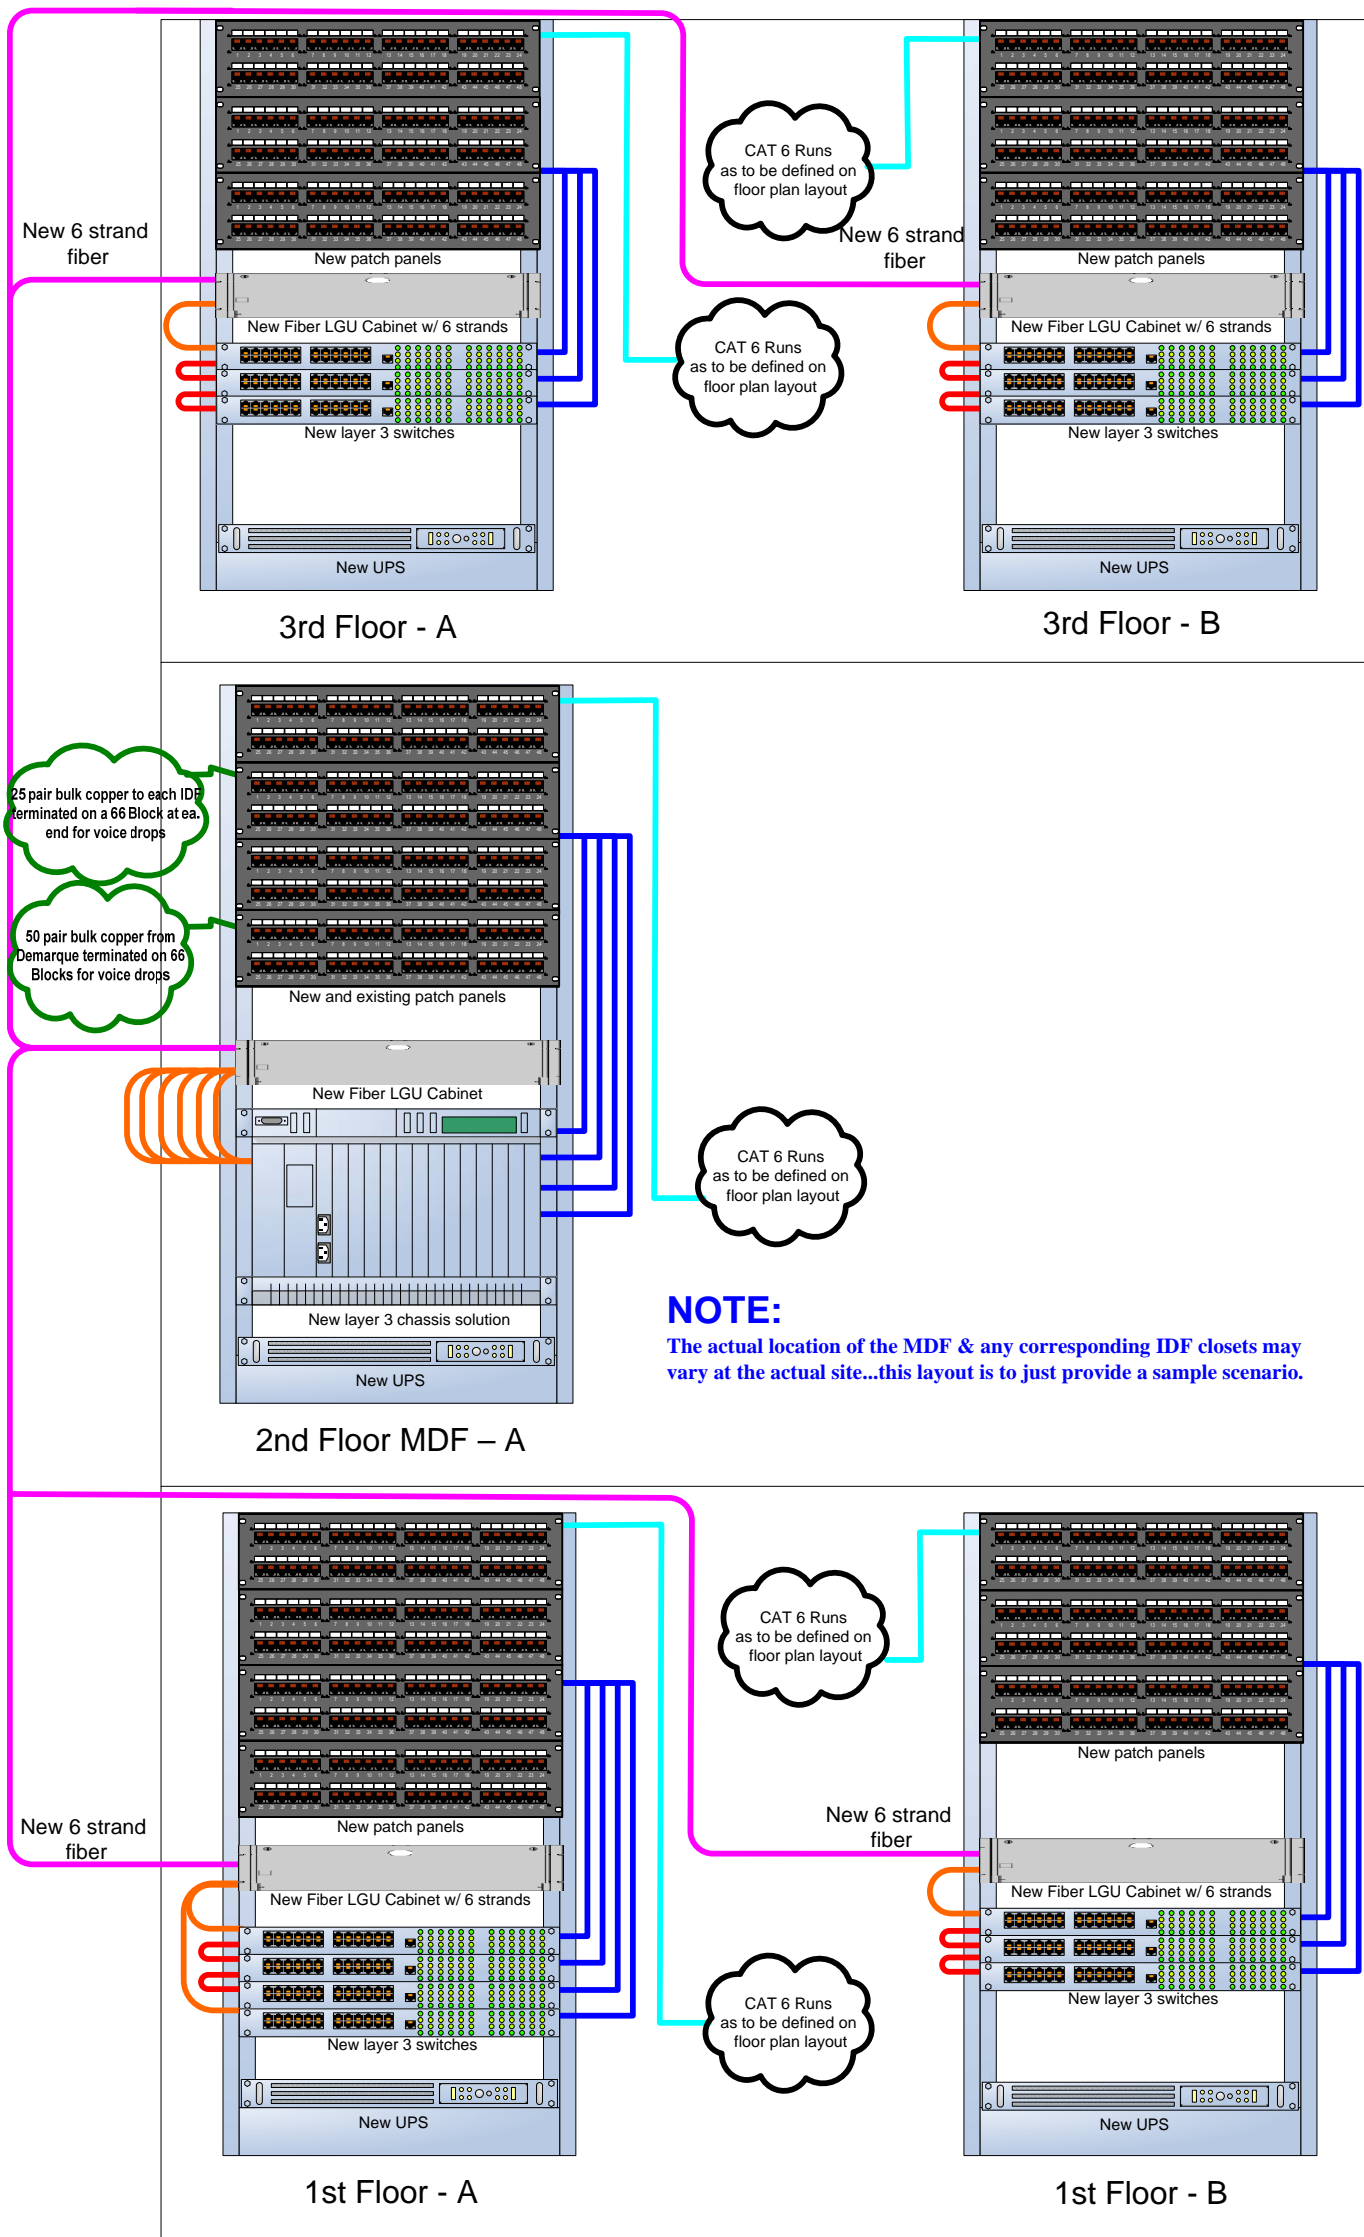 CAT 6 Runs
as to be defined on
floor plan layout
New 6 strand
fiber
New 6 strand
fiber
New patch panels
New patch panels
New Fiber LGU Cabinet w/ 6 strands
New Fiber LGU Cabinet w/ 6 strands
CAT 6 Runs
as to be defined on
floor plan layout
New layer 3 switches
New layer 3 switches
New UPS
New UPS
3rd Floor - A
3rd Floor - B
25 pair bulk copper to each IDF
terminated on a 66 Block at ea.
end for voice drops
50 pair bulk copper from
Demarque terminated on 66
Blocks for voice drops
New and existing patch panels
New Fiber LGU Cabinet
CAT 6 Runs
as to be defined on
floor plan layout
New layer 3 chassis solution
New UPS
NOTE:
The actual location of the MDF & any corresponding IDF closets may
vary at the actual site...this layout is to just provide a sample scenario.
2nd Floor MDF – A
CAT 6 Runs
as to be defined on
floor plan layout
New patch panels
New 6 strand
fiber
New 6 strand
fiber
New patch panels
New Fiber LGU Cabinet w/ 6 strands
New Fiber LGU Cabinet w/ 6 strands
New layer 3 switches
CAT 6 Runs
as to be defined on
floor plan layout
New layer 3 switches
New UPS
New UPS
1st Floor - A
1st Floor - B